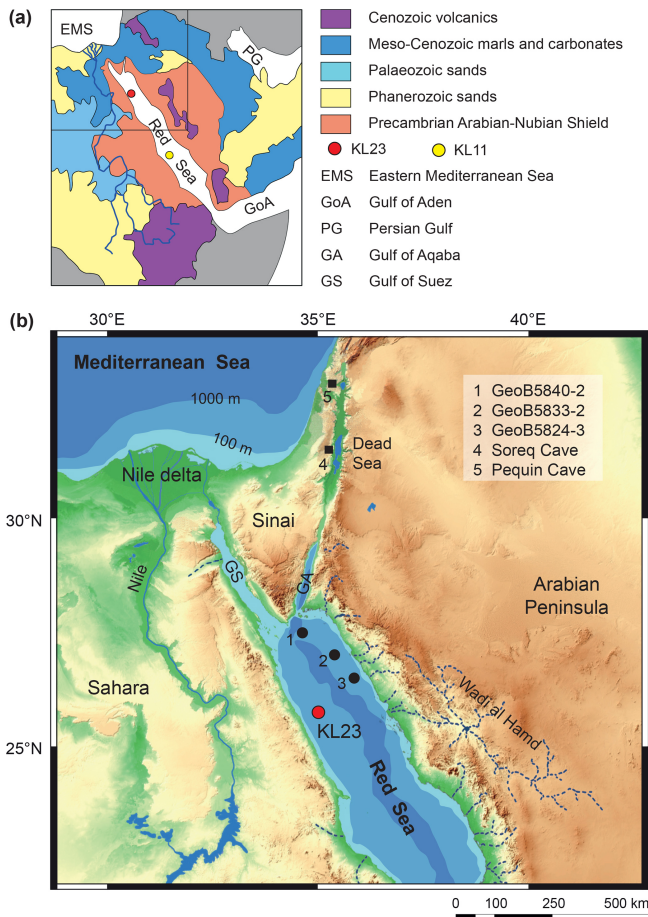 (a)
EMS
PG
Red Sea
GoA
Cenozoic volcanics
Meso-Cenozoic marls and carbonates
Palaeozoic sands
Phanerozoic sands
Precambrian Arabian-Nubian Shield
KL23 KL11
EMS Eastern Mediterranean Sea
GoA Gulf of Aden
PG Persian Gulf
GA Gulf of Aqaba
GS Gulf of Suez
(b)
30°E 35°E 40°E
Mediterranean Sea
1000 m
100 m
5
4
Dead
Sea
1 GeoB5840-2
2 GeoB5833-2
3 GeoB5824-3
4 Soreq Cave
5 Pequin Cave
Nile delta
30°N
Sinai
Nile
GS
GA
Arabian
Peninsula
1
2
3
Sahara
KL23
Wadi al Hamd
25°N
Red Sea
0 100 250 500 km